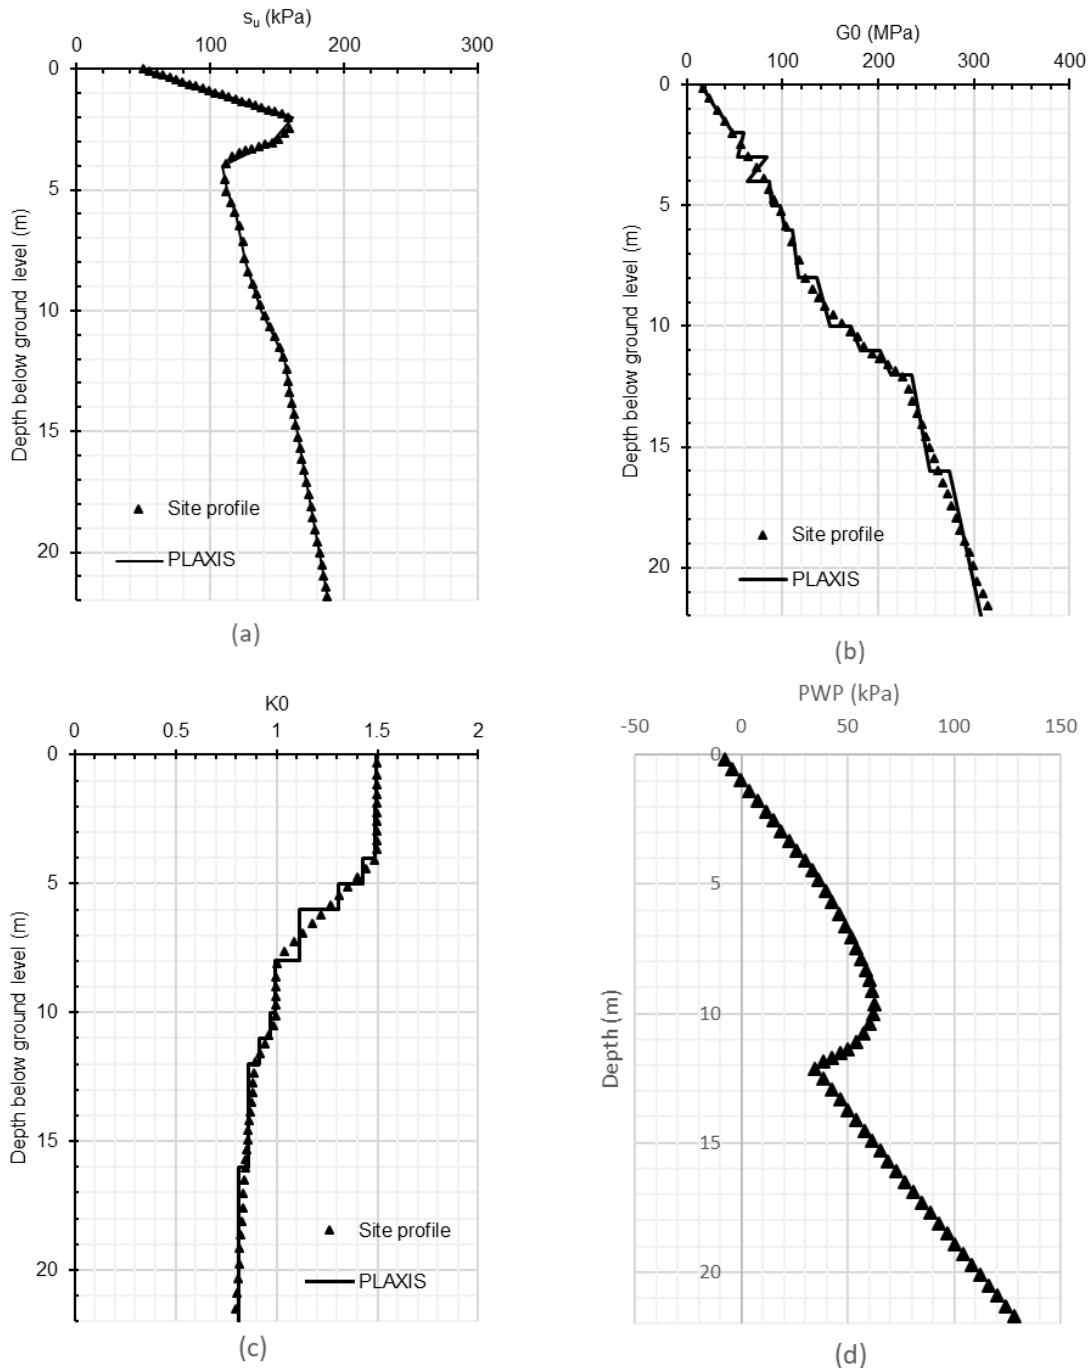 s_u (kPa)
0 100 200 300
0
5
10
15
20
Depth below ground level (m)
Site profile
PLAXIS
(a)
G0 (MPa)
0 100 200 300 400
0
5
10
15
20
Depth below ground level (m)
Site profile
PLAXIS
(b)
K0
0 0.5 1 1.5 2
0
5
10
15
20
Depth below ground level (m)
Site profile
PLAXIS
(c)
PWP (kPa)
-50 0 50 100 150
0
5
10
15
20
Depth (m)
(d)